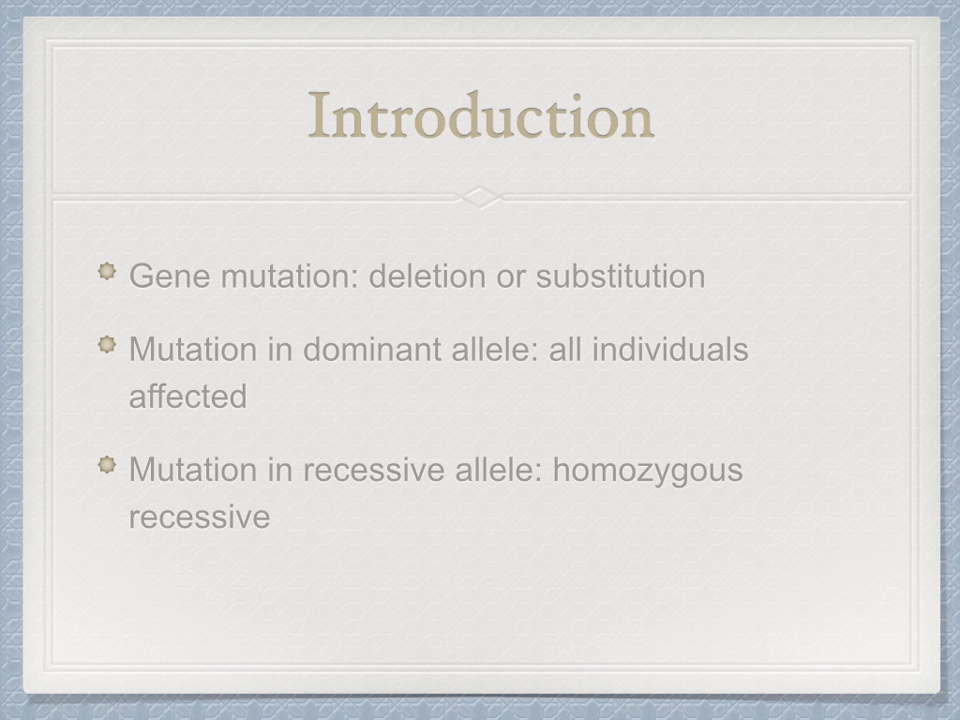 Introduction
Gene mutation: deletion or substitution
Mutation in dominant allele: all individuals
affected
Mutation in recessive allele: homozygous
recessive